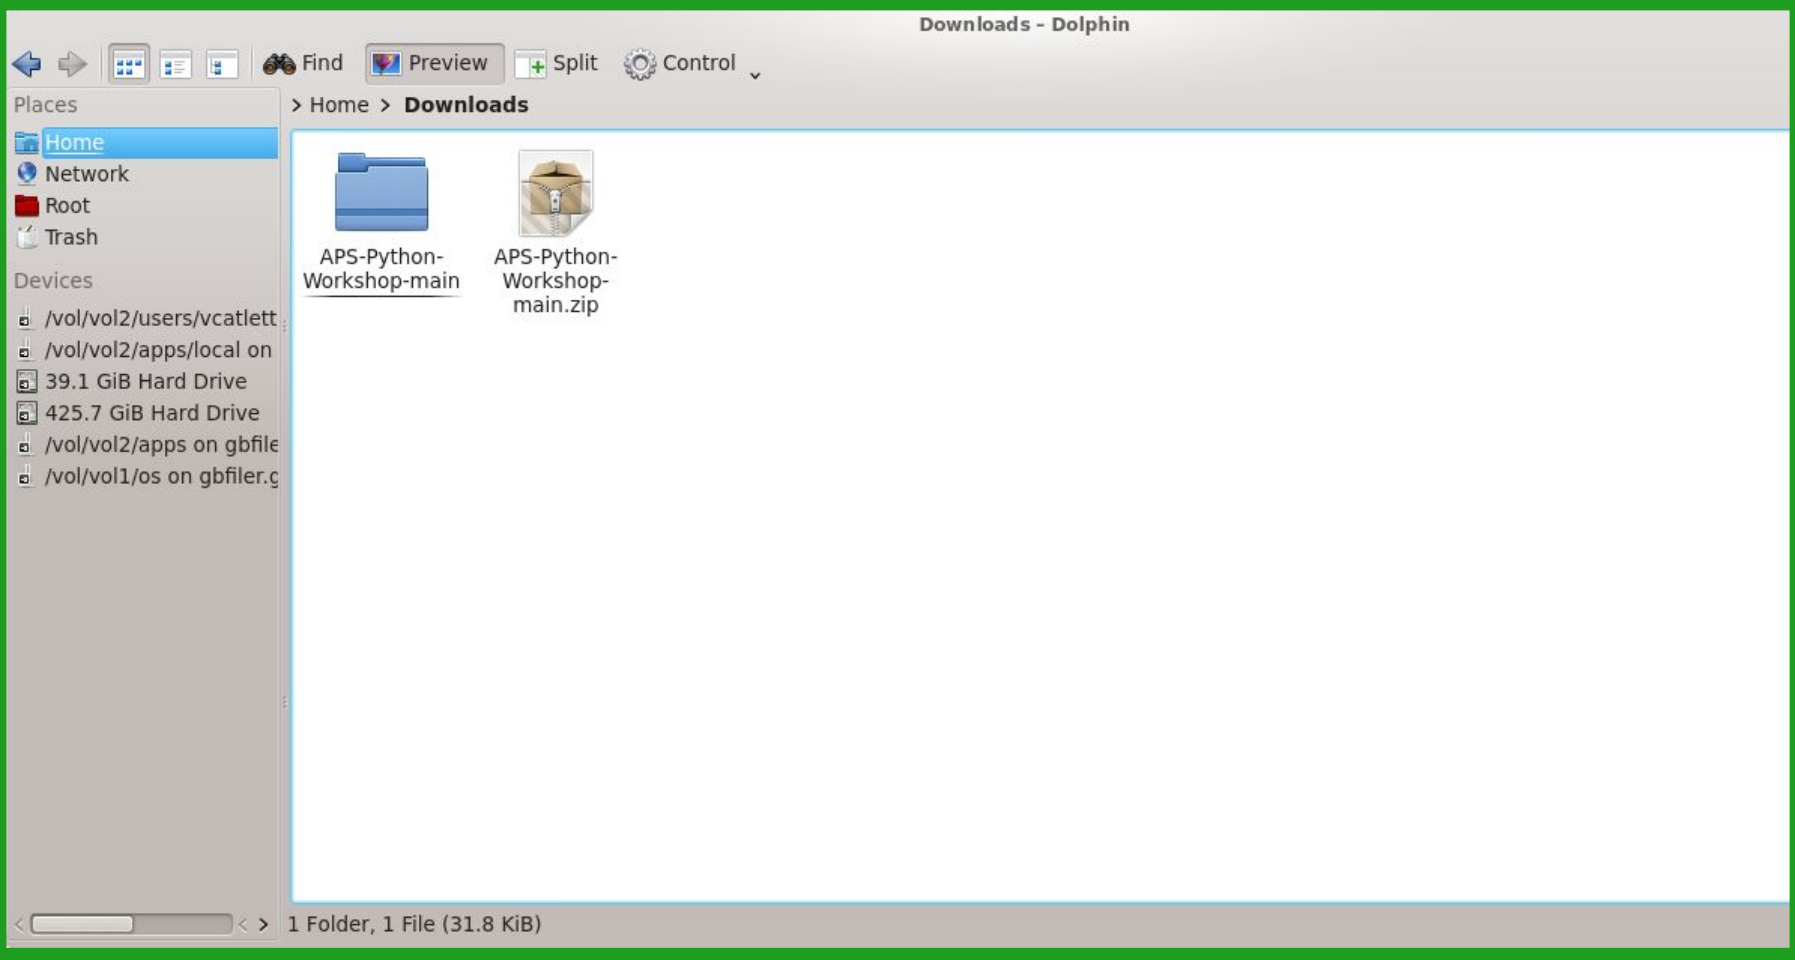 Downloads – Dolphin
Find Preview Split Control
Places
> Home > Downloads
Home
Network
Root
Trash
Devices
/vol/vol2/users/vcatlett
/vol/vol2/apps/local on
39.1 GiB Hard Drive
425.7 GiB Hard Drive
/vol/vol2/apps on gbfile
/vol/vol1/os on gbfiler.g
APS-Python-
Workshop-main
APS-Python-
Workshop-
main.zip
1 Folder, 1 File (31.8 KiB)